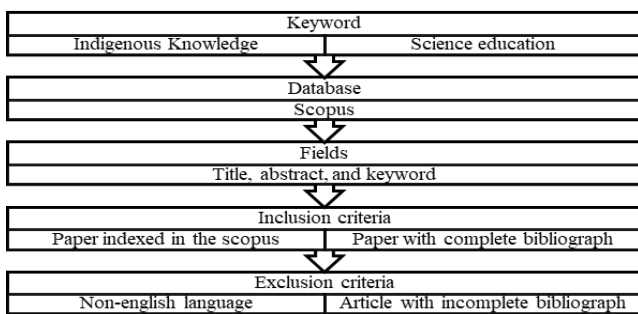 Keyword
Indigenous Knowledge Science education
Database
Scopus
Fields
Title, abstract, and keyword
Inclusion criteria
Paper indexed in the scopus Paper with complete bibliograph
Exclusion criteria
Non-english language Article with incomplete bibliograph